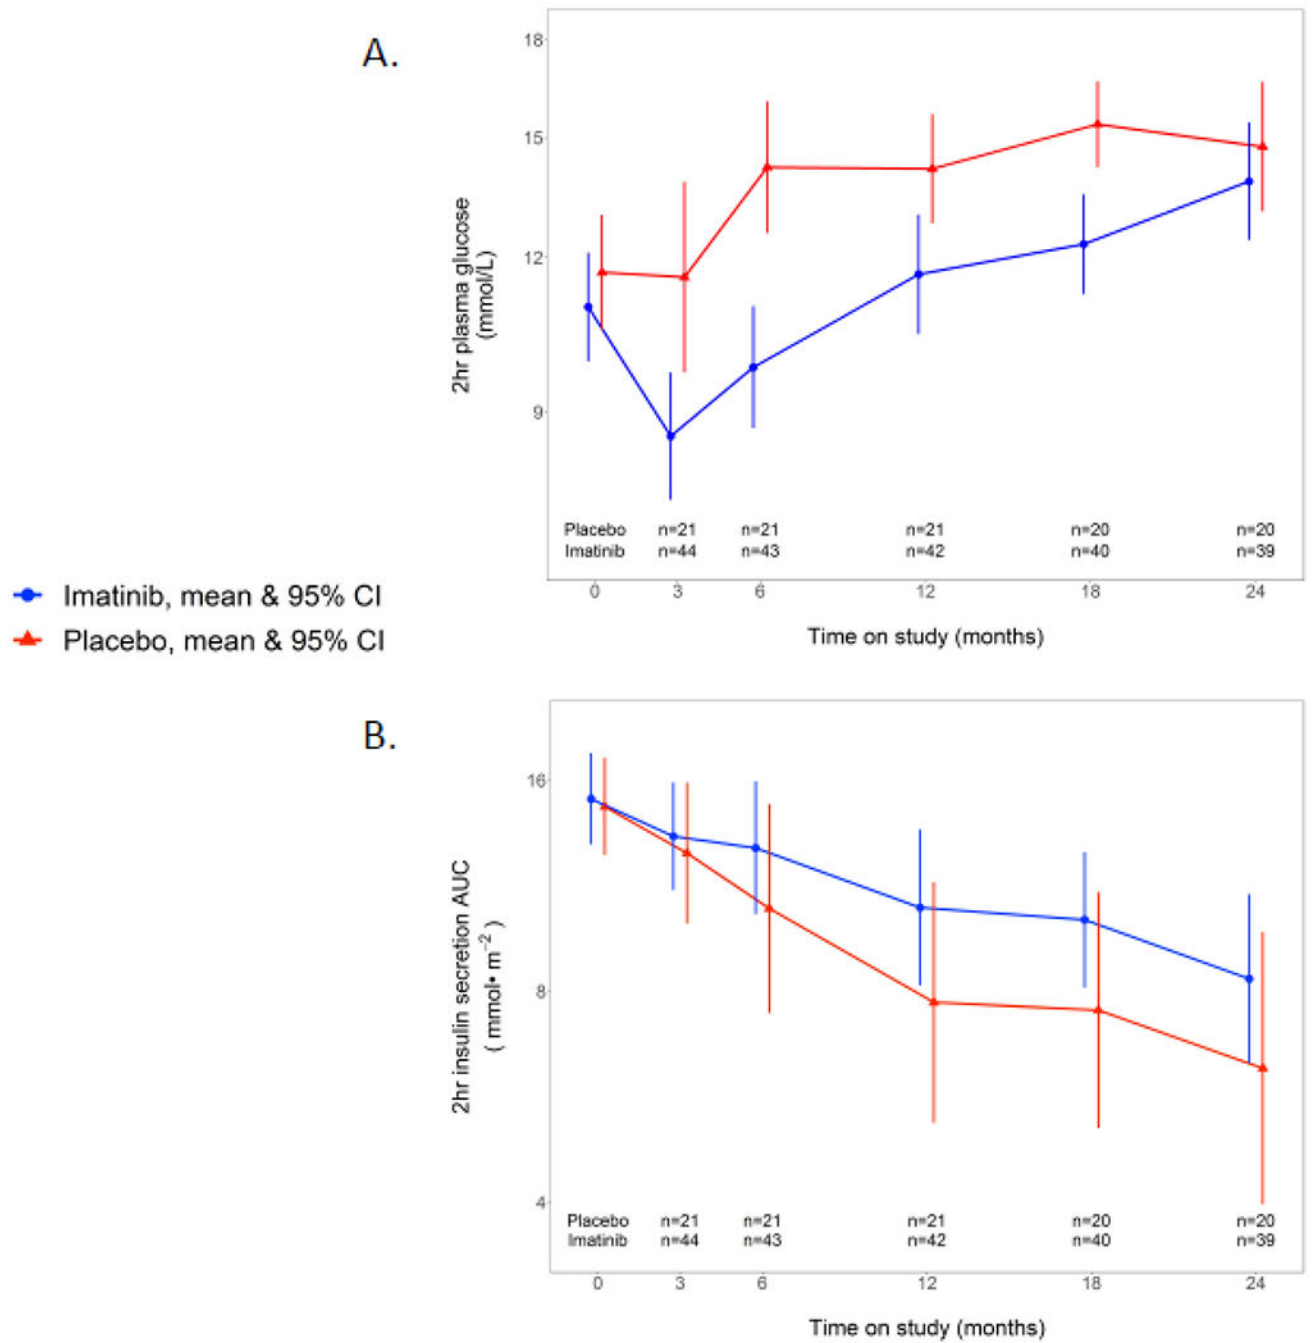 A.
18
15
12
9
2hr plasma glucose
(mmol/L)
Placebo n=21 n=21 n=21 n=20 n=20
Imatinib n=44 n=43 n=42 n=40 n=39
0 3 6 12 18 24
Time on study (months)
Imatinib, mean & 95% CI
Placebo, mean & 95% CI
B.
16
8
4
2hr insulin secretion AUC
( mmol• m⁻²)
Placebo n=21 n=21 n=21 n=20 n=20
Imatinib n=44 n=43 n=42 n=40 n=39
0 3 6 12 18 24
Time on study (months)